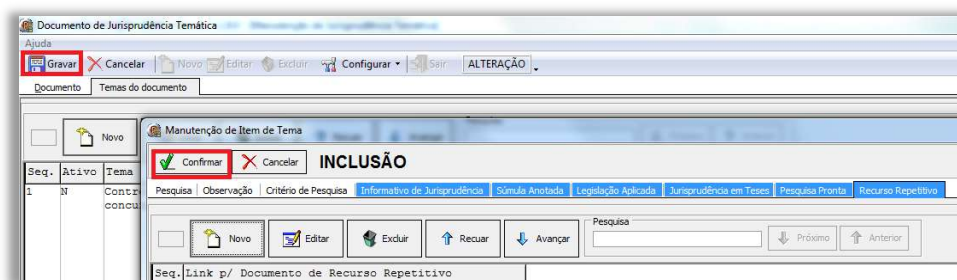 Documento de Jurisprudência Temática
Ajuda
Gravar Cancelar Novo Editar Excluir Configurar Sair ALTERAÇÃO
Documento Temas do documento
Novo
Manutenção de Item de Tema
Confirmar Cancelar INCLUSÃO
Seq. Ativo Tema
Pesquisa Observação Critério de Pesquisa Informativo de Jurisprudência Súmula Anotada Legislação Aplicada Jurisprudência em Teses Pesquisa Pronta Recurso Repetitivo
1 N Contr
concu
Pesquisa
Novo Editar Excluir Recuar Avançar Próximo Anterior
Seq. Link p/ Documento de Recurso Repetitivo